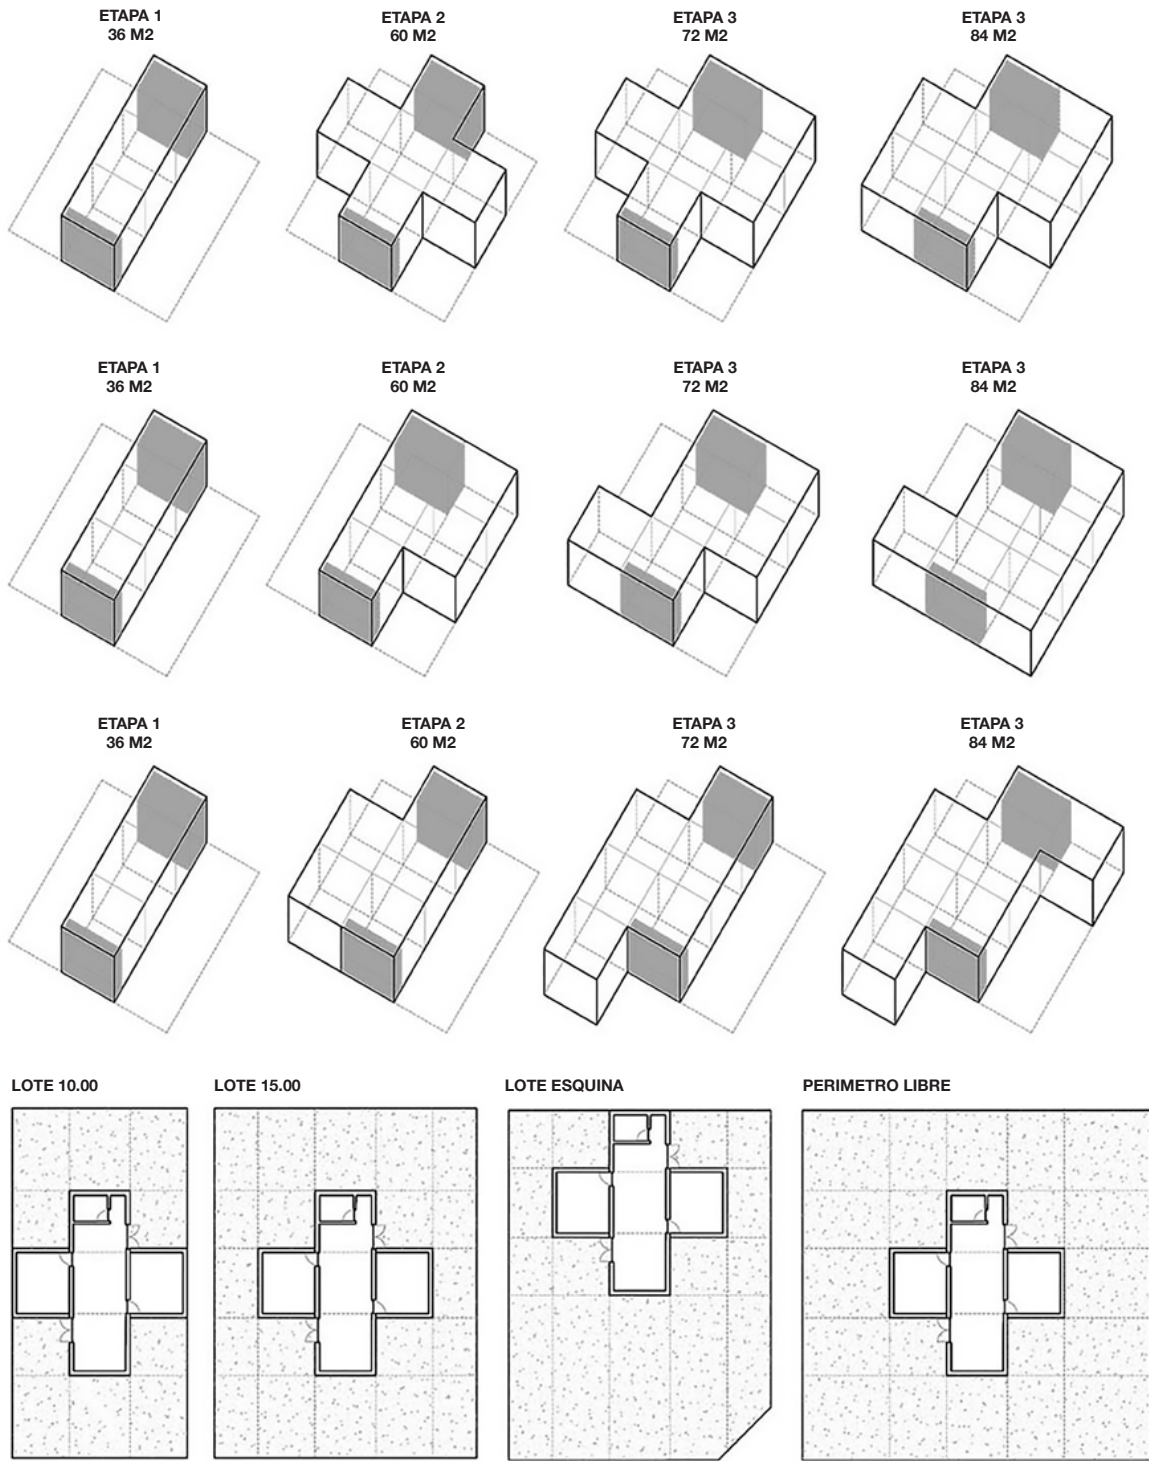 ETAPA 1
36 M2
ETAPA 2
60 M2
ETAPA 3
72 M2
ETAPA 3
84 M2
ETAPA 1
36 M2
ETAPA 2
60 M2
ETAPA 3
72 M2
ETAPA 3
84 M2
ETAPA 1
36 M2
ETAPA 2
60 M2
ETAPA 3
72 M2
ETAPA 3
84 M2
LOTE 10.00
LOTE 15.00
LOTE ESQUINA
PERIMETRO LIBRE